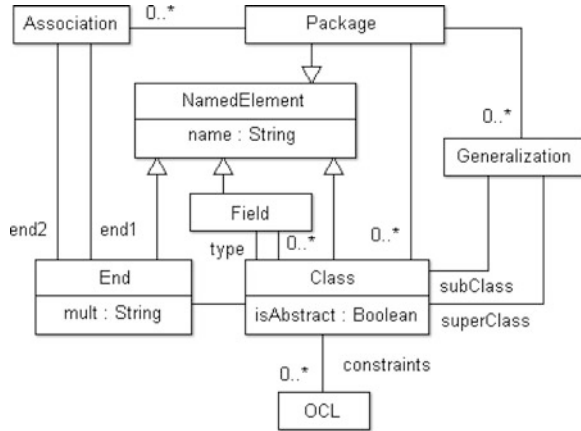 Association
0..*
Package
NamedElement
name : String
0..*
Generalization
Field
end2
end1
type
0..*
0..*
End
mult : String
Class
isAbstract : Boolean
subClass
superClass
constraints
0..*
OCL